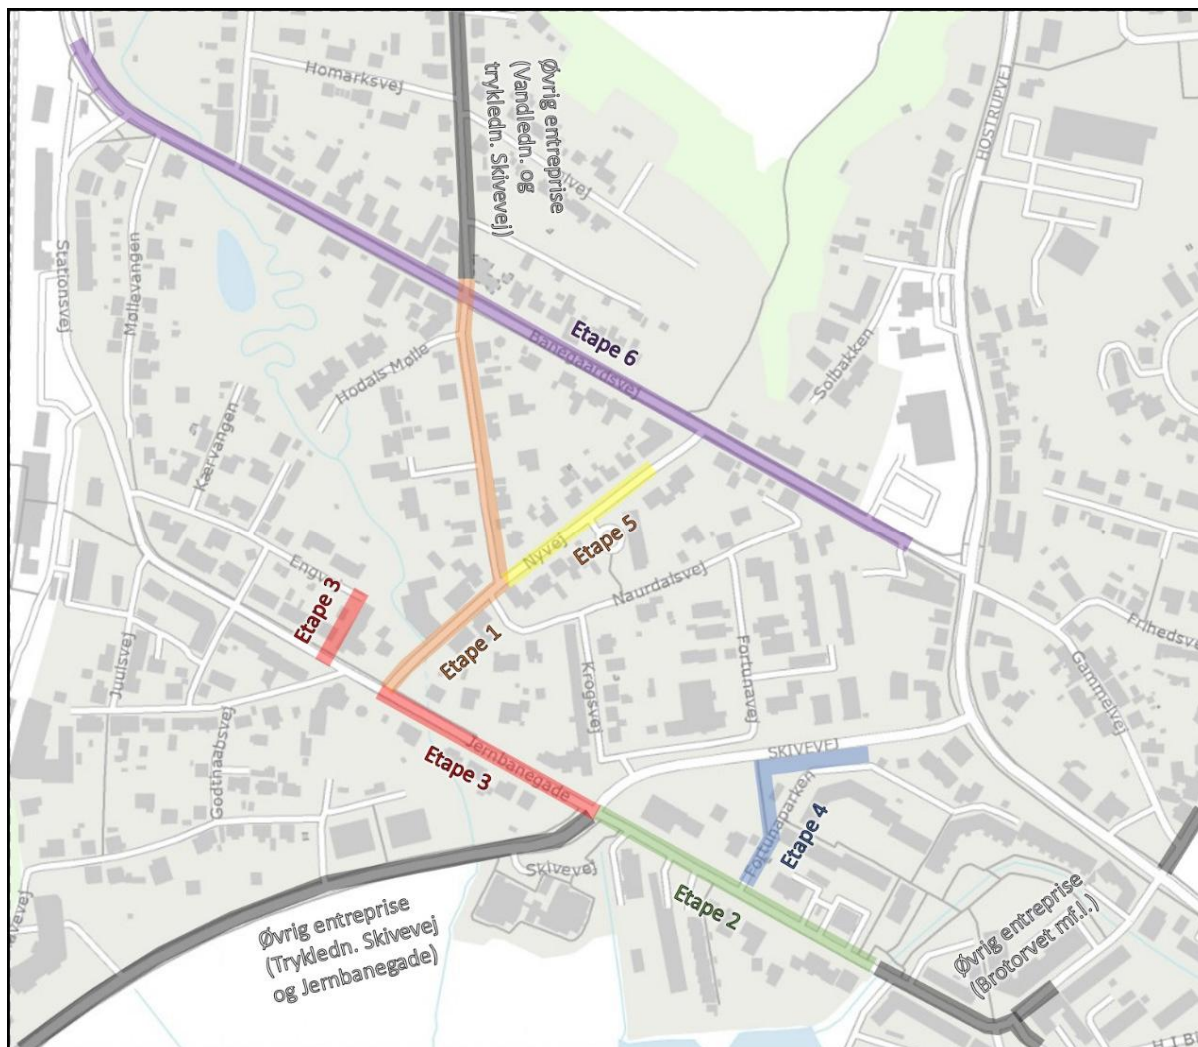 Homarksvej
HOSTRUPVEJ
Øvrig entreprise
(Vandledn. og
trykledn. Skivevej)
Stationsvej
Møllevangen
Hodals Mølle
Etape 6
Banegaardsvej
Solbakken
Kærvangen
Nyvej
Etape 5
Etape 3
Etape 1
Naurdalsvej
Frihedsv
Juulsvej
Krogsvej
Fortunavej
Gammelvej
Godthaabsvej
Jernbanegade
Etape 3
SKIVEVEJ
Fortunaparken
Etape 4
Skivevej
Etape 2
Øvrig entreprise
(Trykledn. Skivevej
og Jernbanegade)
Øvrig entreprise
(Brotorvet mf.l.)